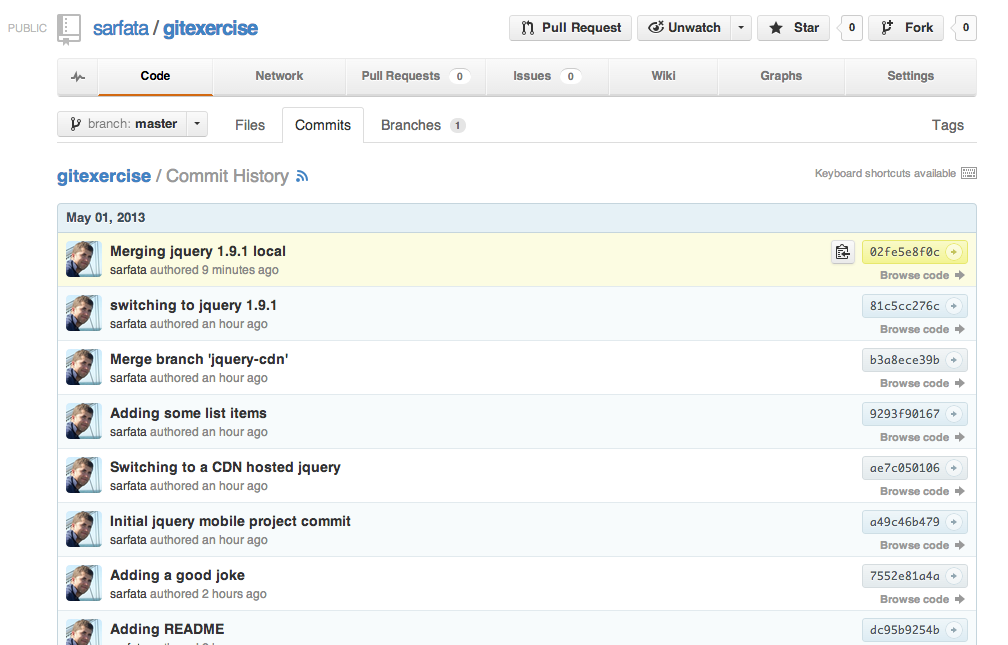 PUBLIC sarfata / gitexercise Pull Request Unwatch Star 0 Fork 0
Code Network Pull Requests 0 Issues 0 Wiki Graphs Settings
branch: master Files Commits Branches 1 Tags
gitexercise / Commit History Keyboard shortcuts available
May 01, 2013
Merging jquery 1.9.1 local 02fe5e8f0c
sarfata authored 9 minutes ago Browse code
switching to jquery 1.9.1 81c5cc276c
sarfata authored an hour ago Browse code
Merge branch 'jquery-cdn' b3a8ece39b
sarfata authored an hour ago Browse code
Adding some list items 9293f90167
sarfata authored an hour ago Browse code
Switching to a CDN hosted jquery ae7c050106
sarfata authored an hour ago Browse code
Initial jquery mobile project commit a49c46b479
sarfata authored an hour ago Browse code
Adding a good joke 7552e81a4a
sarfata authored 2 hours ago Browse code
Adding README dc95b9254b